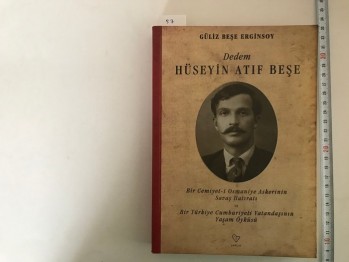 GÜLİZ BEŞE ERGİNSOY
Dedem
HÜSEYİN ATIF BEŞE
Bir Cemiyet-i Osmaniye Askerinin
Savaş Hatıratı
Bir Türkiye Cumhuriyeti Vatandaşının
Yaşam Öyküsü